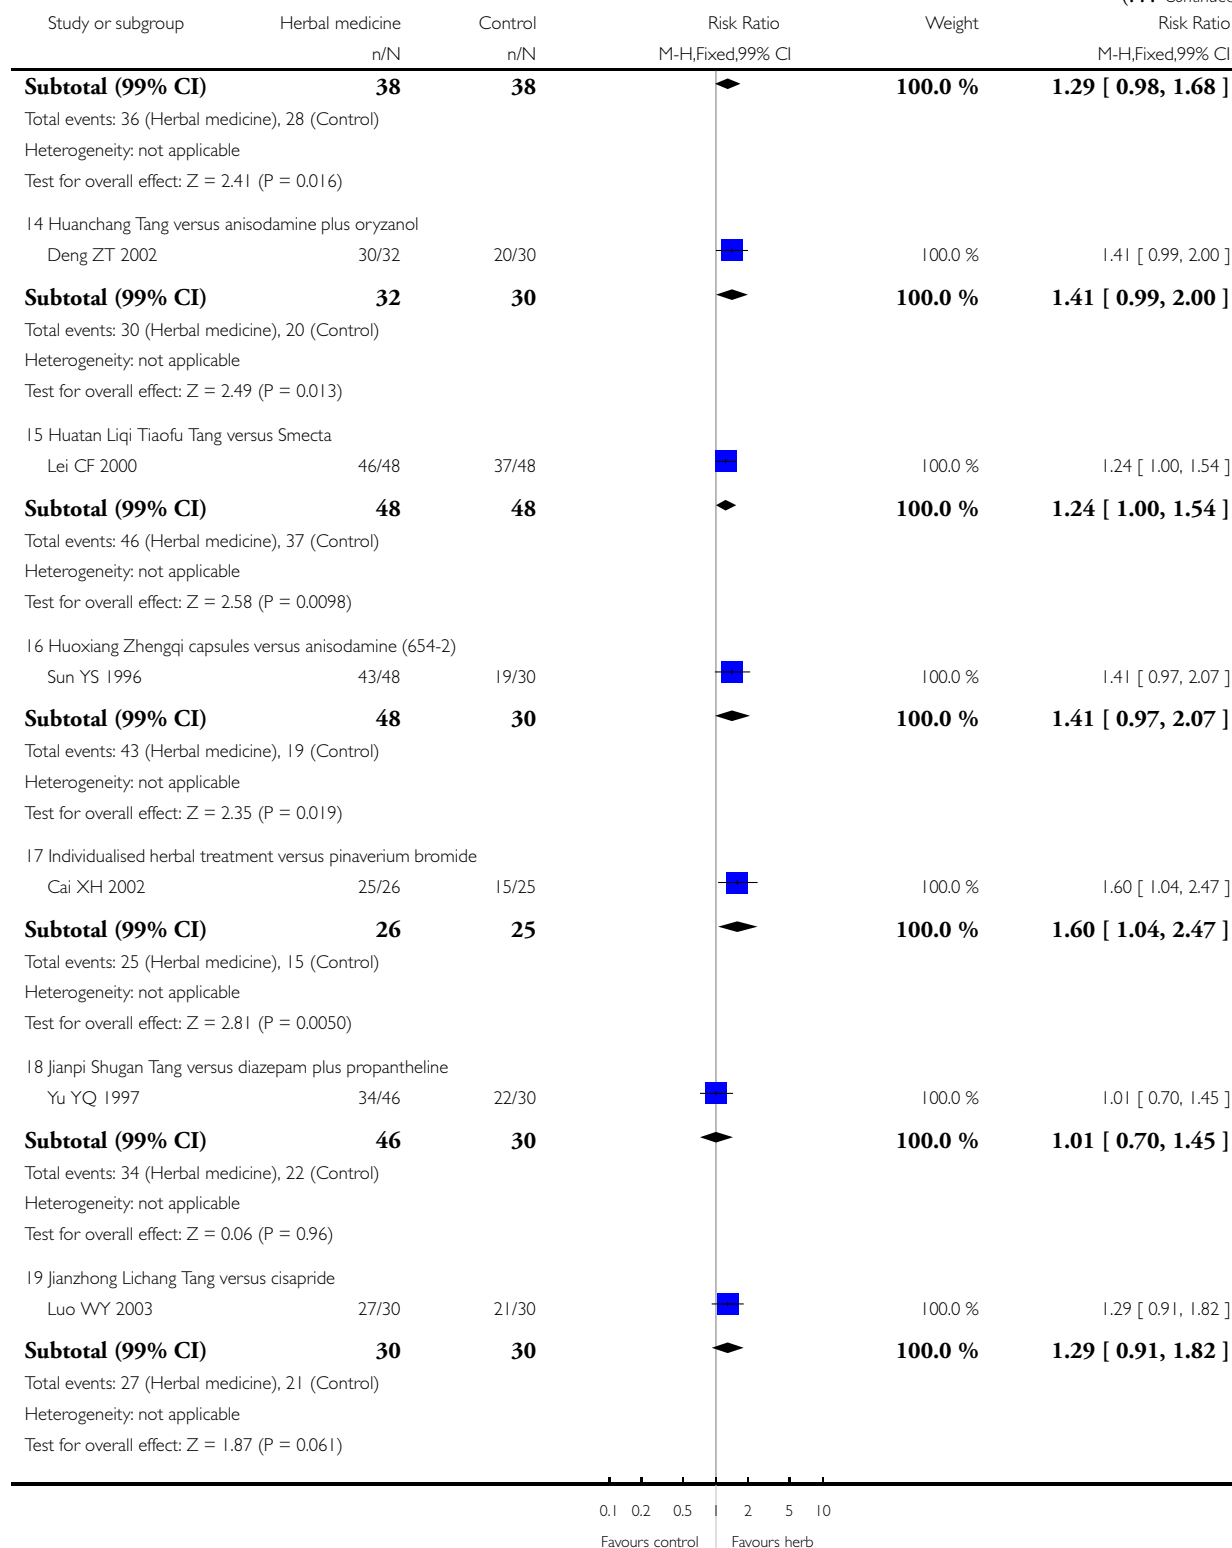 (... Continued
Study or subgroup Herbal medicine Control Risk Ratio Weight Risk Ratio
n/N n/N M-H,Fixed,99% CI M-H,Fixed,99% CI
Subtotal (99% CI) 38 38 100.0 % 1.29 [ 0.98, 1.68 ]
Total events: 36 (Herbal medicine), 28 (Control)
Heterogeneity: not applicable
Test for overall effect: Z = 2.41 (P = 0.016)
14 Huanchang Tang versus anisodamine plus oryzanol
Deng ZT 2002 30/32 20/30 100.0 % 1.41 [ 0.99, 2.00 ]
Subtotal (99% CI) 32 30 100.0 % 1.41 [ 0.99, 2.00 ]
Total events: 30 (Herbal medicine), 20 (Control)
Heterogeneity: not applicable
Test for overall effect: Z = 2.49 (P = 0.013)
15 Huatan Liqi Tiaofu Tang versus Smecta
Lei CF 2000 46/48 37/48 100.0 % 1.24 [ 1.00, 1.54 ]
Subtotal (99% CI) 48 48 100.0 % 1.24 [ 1.00, 1.54 ]
Total events: 46 (Herbal medicine), 37 (Control)
Heterogeneity: not applicable
Test for overall effect: Z = 2.58 (P = 0.0098)
16 Huoxiang Zhengqi capsules versus anisodamine (654-2)
Sun YS 1996 43/48 19/30 100.0 % 1.41 [ 0.97, 2.07 ]
Subtotal (99% CI) 48 30 100.0 % 1.41 [ 0.97, 2.07 ]
Total events: 43 (Herbal medicine), 19 (Control)
Heterogeneity: not applicable
Test for overall effect: Z = 2.35 (P = 0.019)
17 Individualised herbal treatment versus pinaverium bromide
Cai XH 2002 25/26 15/25 100.0 % 1.60 [ 1.04, 2.47 ]
Subtotal (99% CI) 26 25 100.0 % 1.60 [ 1.04, 2.47 ]
Total events: 25 (Herbal medicine), 15 (Control)
Heterogeneity: not applicable
Test for overall effect: Z = 2.81 (P = 0.0050)
18 Jianpi Shugan Tang versus diazepam plus propantheline
Yu YQ 1997 34/46 22/30 100.0 % 1.01 [ 0.70, 1.45 ]
Subtotal (99% CI) 46 30 100.0 % 1.01 [ 0.70, 1.45 ]
Total events: 34 (Herbal medicine), 22 (Control)
Heterogeneity: not applicable
Test for overall effect: Z = 0.06 (P = 0.96)
19 Jianzhong Lichang Tang versus cisapride
Luo WY 2003 27/30 21/30 100.0 % 1.29 [ 0.91, 1.82 ]
Subtotal (99% CI) 30 30 100.0 % 1.29 [ 0.91, 1.82 ]
Total events: 27 (Herbal medicine), 21 (Control)
Heterogeneity: not applicable
Test for overall effect: Z = 1.87 (P = 0.061)
0.1 0.2 0.5 1 2 5 10
Favours control Favours herb